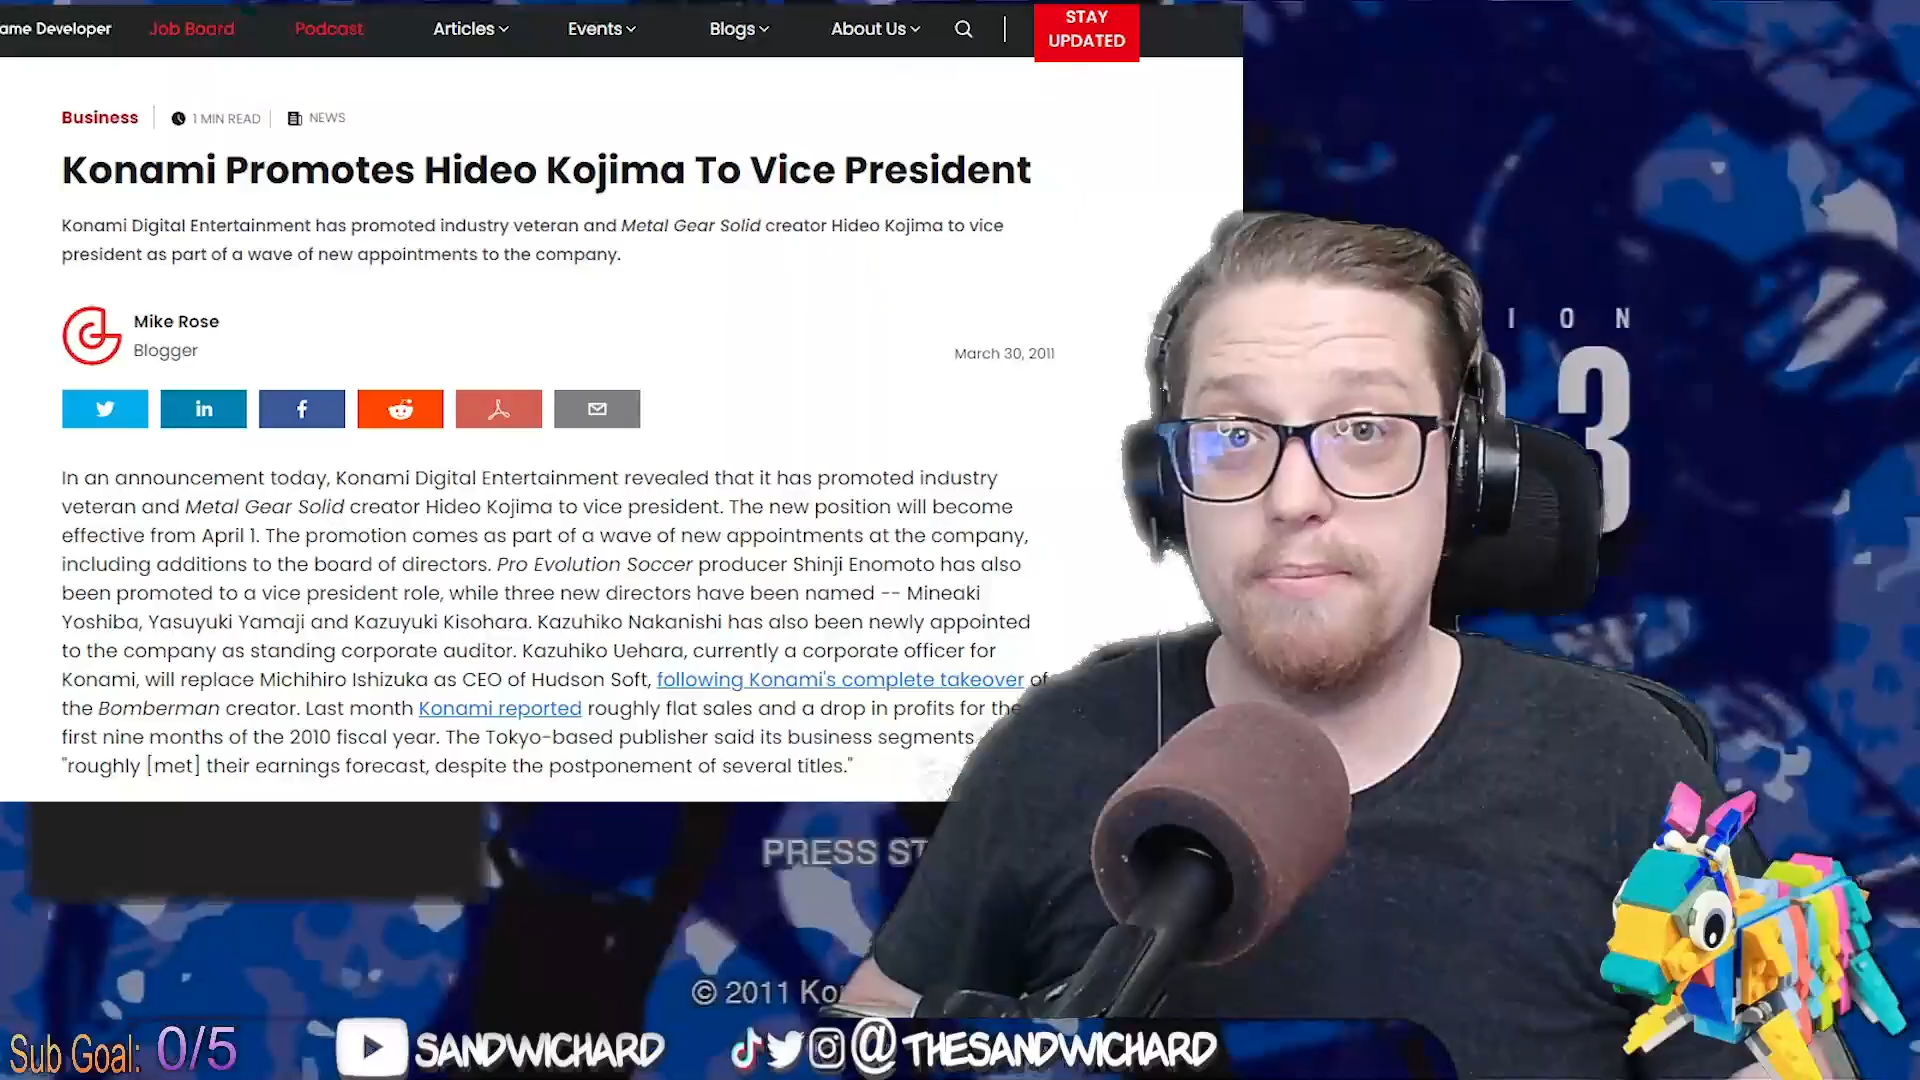 ame Developer Job Board Podcast Articles Events Blogs About Us STAY UPDATED
Business 1 MIN READ NEWS
Konami Promotes Hideo Kojima To Vice President
Konami Digital Entertainment has promoted industry veteran and Metal Gear Solid creator Hideo Kojima to vice
president as part of a wave of new appointments to the company.
Mike Rose
Blogger
March 30, 2011
in f
In an announcement today, Konami Digital Entertainment revealed that it has promoted industry
veteran and Metal Gear Solid creator Hideo Kojima to vice president. The new position will become
effective from April 1. The promotion comes as part of a wave of new appointments at the company,
including additions to the board of directors. Pro Evolution Soccer producer Shinji Enomoto has also
been promoted to a vice president role, while three new directors have been named -- Mineaki
Yoshiba, Yasuyuki Yamaji and Kazuyuki Kisohara. Kazuhiko Nakanishi has also been newly appointed
to the company as standing corporate auditor. Kazuhiko Uehara, currently a corporate officer for
Konami, will replace Michihiro Ishizuka as CEO of Hudson Soft, following Konami's complete takeover of
the Bomberman creator. Last month Konami reported roughly flat sales and a drop in profits for the
first nine months of the 2010 fiscal year. The Tokyo-based publisher said its business segments
"roughly [met] their earnings forecast, despite the postponement of several titles."
I O N
3
PRESS ST
© 2011 Ko
Sub Goal: 0/5 SANDWICHARD @THESANDWICHARD